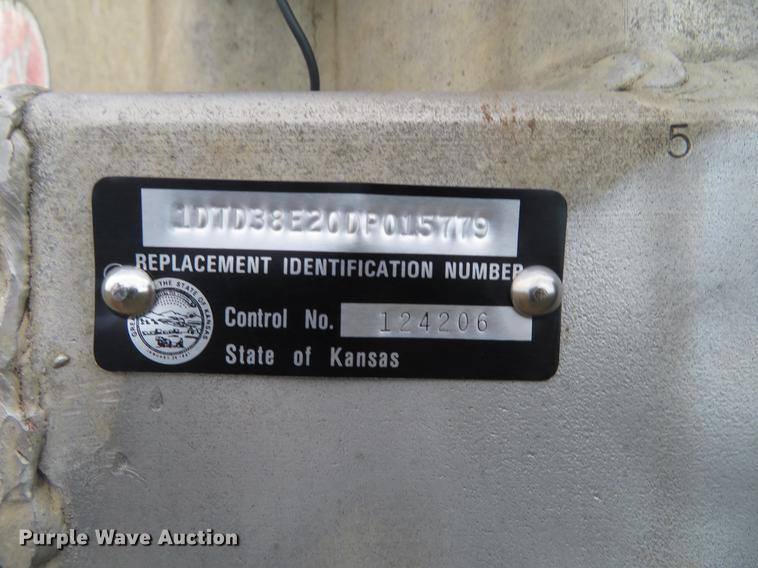 5
1DTD38E20DP015779
REPLACEMENT IDENTIFICATION NUMBER
Control No. 124206
State of Kansas
Purple Wave Auction